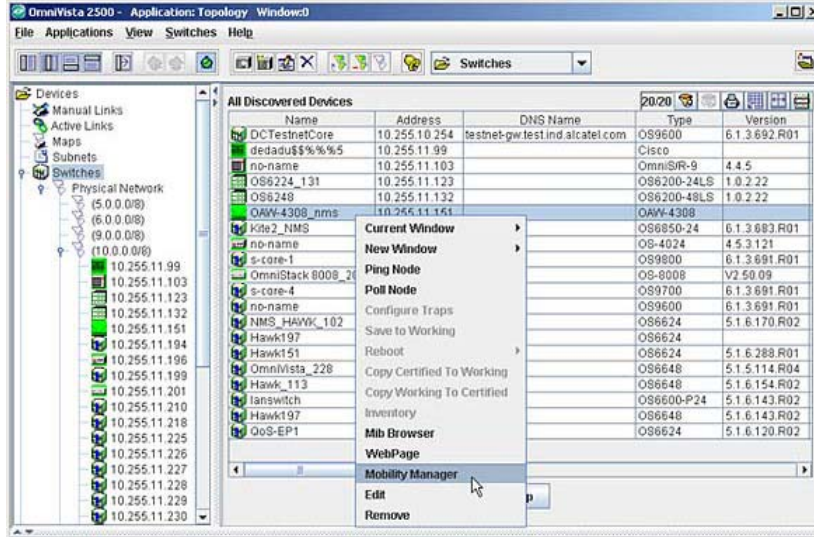 OmniVista 2500 - Application: Topology Window:0
File Applications View Switches Help
Switches
Devices
Manual Links
Active Links
Maps
Subnets
Switches
Physical Network
(5.0.0.0/8)
(6.0.0.0/8)
(9.0.0.0/8)
(10.0.0.0/8)
10.255.11.99
10.255.11.103
10.255.11.123
10.255.11.132
10.255.11.151
10.255.11.194
10.255.11.196
10.255.11.199
10.255.11.201
10.255.11.210
10.255.11.218
10.255.11.225
10.255.11.226
10.255.11.227
10.255.11.228
10.255.11.229
10.255.11.230
All Discovered Devices 20/20
Name Address DNS Name Type Version
DCTestnetCore 10.255.10.254 testnet-gw.test.ind.alcatel.com OS9600 6.1.3.692.R01
dedadu$$%%%5 10.255.11.99 Cisco
no-name 10.255.11.103 OmniS/R-9 4.4.5
OS6224_131 10.255.11.123 OS6200-24LS 1.0.2.22
OS6248 10.255.11.132 OS6200-48LS 1.0.2.22
OAW-4308_nms 10.255.11.151 OAW-4308
Kite2_NMS OS6850-24 6.1.3.683.R01
no-name OS-4024 4.5.3.121
s-core-1 OS9800 6.1.3.691.R01
OmniStack 8008_20 OS-8008 V2.50.09
s-core-4 OS9700 6.1.3.691.R01
no-name OS9600 6.1.3.691.R01
NMS_HAWK_102 OS6624 5.1.6.170.R02
Hawk197 OS6624
Hawk151 OS6648 5.1.6.288.R01
OmniVista_228 OS6648 5.1.5.114.R04
Hawk_113 OS6648 5.1.6.154.R02
lanswitch OS6600-P24 5.1.6.143.R02
Hawk197 OS6648 5.1.6.143.R02
QoS-EP1 OS6624 5.1.6.120.R02
Current Window
New Window
Ping Node
Poll Node
Configure Traps
Save to Working
Reboot
Copy Certified To Working
Copy Working To Certified
Inventory
Mib Browser
WebPage
Mobility Manager
Edit
Remove
p